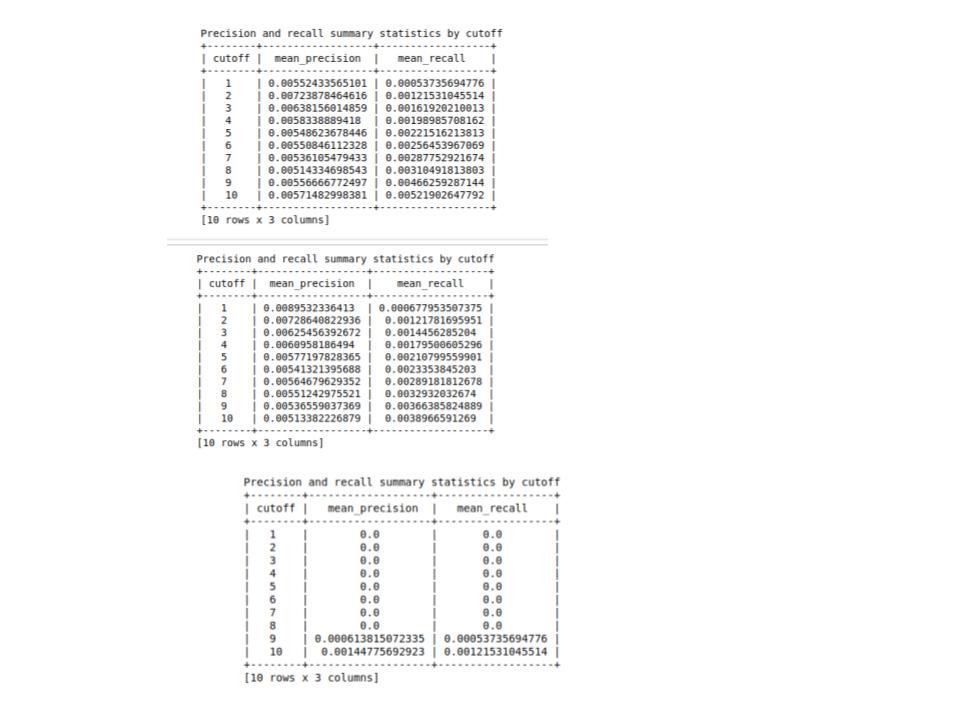 Precision and recall summary statistics by cutoff
+--------+------------------+------------------+
| cutoff |  mean_precision  |   mean_recall    |
+--------+------------------+------------------+
|   1    | 0.00552433565101 | 0.00053735694776 |
|   2    | 0.00723878464616 | 0.00121531045514 |
|   3    | 0.00638156014859 | 0.00161920210013 |
|   4    | 0.0058338889418  | 0.00198985708162 |
|   5    | 0.00548623678446 | 0.00221516213813 |
|   6    | 0.00550846112328 | 0.00256453967069 |
|   7    | 0.00536105479433 | 0.00287752921674 |
|   8    | 0.00514334698543 | 0.00310491813803 |
|   9    | 0.00556666772497 | 0.00466259287144 |
|   10   | 0.00571482998381 | 0.00521902647792 |
+--------+------------------+------------------+
[10 rows x 3 columns]
Precision and recall summary statistics by cutoff
+--------+------------------+-------------------+
| cutoff |  mean_precision  |    mean_recall    |
+--------+------------------+-------------------+
|   1    | 0.0089532336413  | 0.000677953507375 |
|   2    | 0.00728640822936 |  0.00121781695951 |
|   3    | 0.00625456392672 |  0.0014456285204  |
|   4    | 0.0060958186494  |  0.00179500605296 |
|   5    | 0.00577197828365 |  0.00210799559901 |
|   6    | 0.00541321395688 |  0.0023353845203  |
|   7    | 0.00564679629352 |  0.00289181812678 |
|   8    | 0.00551242975521 |  0.0032932032674  |
|   9    | 0.00536559037369 |  0.00366385824889 |
|   10   | 0.00513382226879 |  0.0038966591269  |
+--------+------------------+-------------------+
[10 rows x 3 columns]
Precision and recall summary statistics by cutoff
+--------+-------------------+------------------+
| cutoff |   mean_precision  |   mean_recall    |
+--------+-------------------+------------------+
|   1    |        0.0        |       0.0        |
|   2    |        0.0        |       0.0        |
|   3    |        0.0        |       0.0        |
|   4    |        0.0        |       0.0        |
|   5    |        0.0        |       0.0        |
|   6    |        0.0        |       0.0        |
|   7    |        0.0        |       0.0        |
|   8    |        0.0        |       0.0        |
|   9    | 0.000613815072335 | 0.00053735694776 |
|   10   |  0.00144775692923 | 0.00121531045514 |
+--------+-------------------+------------------+
[10 rows x 3 columns]